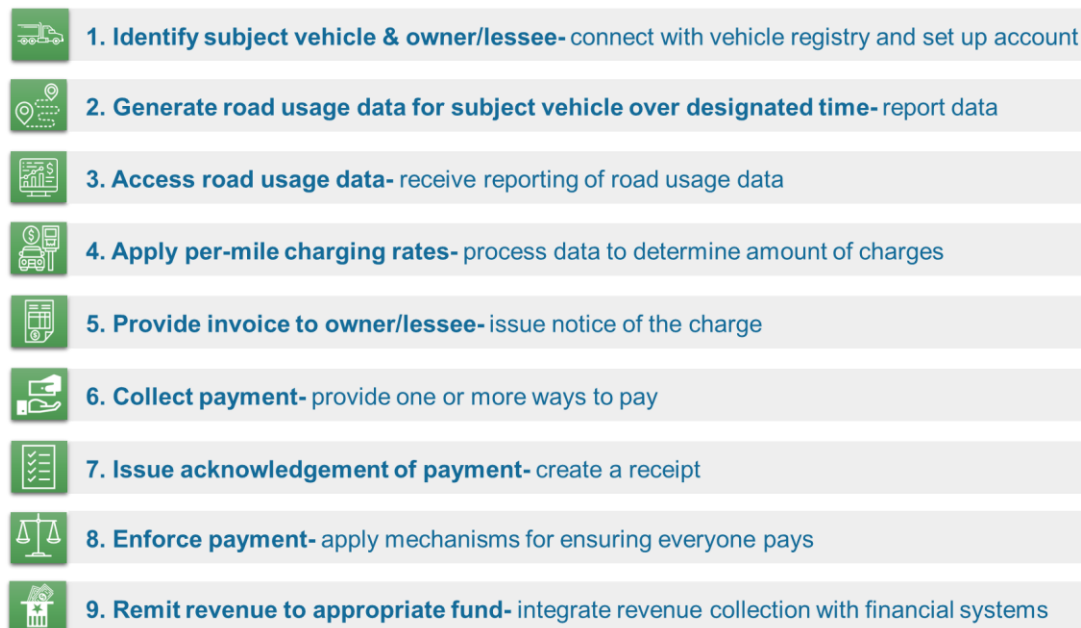 1. Identify subject vehicle & owner/lessee- connect with vehicle registry and set up account
2. Generate road usage data for subject vehicle over designated time- report data
3. Access road usage data- receive reporting of road usage data
4. Apply per-mile charging rates- process data to determine amount of charges
5. Provide invoice to owner/lessee- issue notice of the charge
6. Collect payment- provide one or more ways to pay
7. Issue acknowledgement of payment- create a receipt
8. Enforce payment- apply mechanisms for ensuring everyone pays
9. Remit revenue to appropriate fund- integrate revenue collection with financial systems